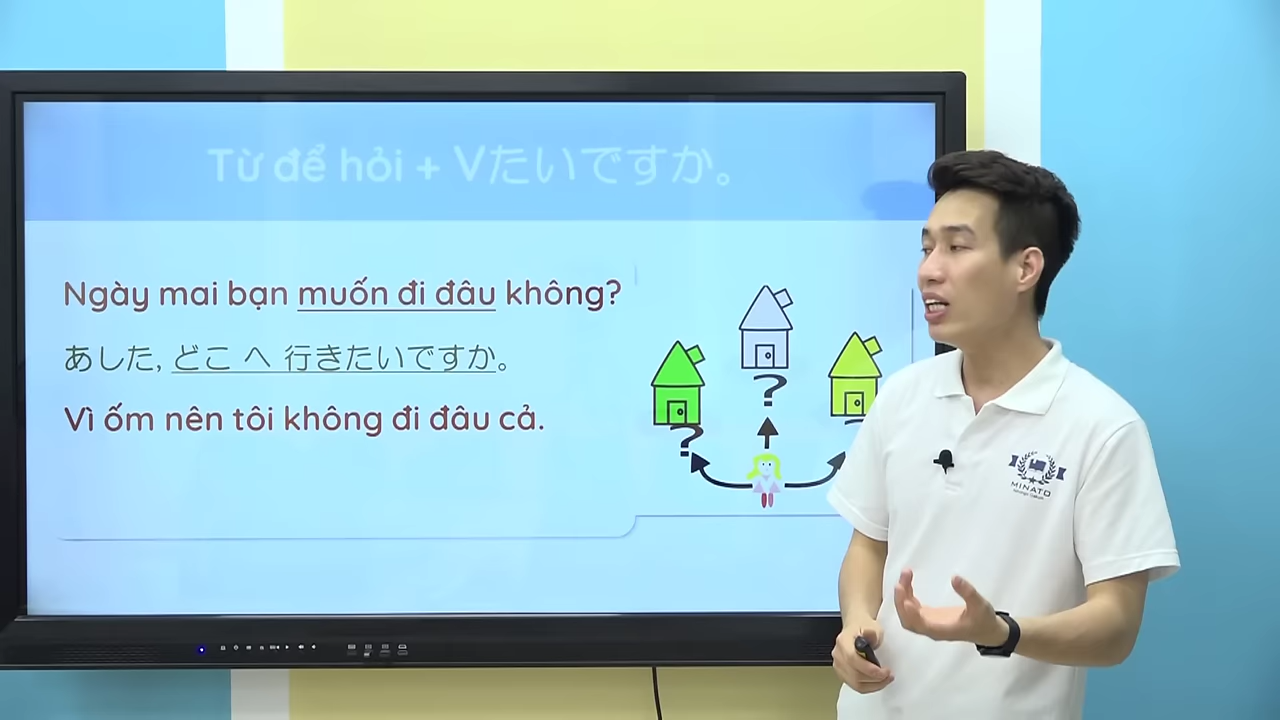 Từ để hỏi + Vたいですか。
Ngày mai bạn muốn đi đâu không?
あした, どこ へ 行きたいですか。
Vì ốm nên tôi không đi đâu cả.
?
?
MINATO